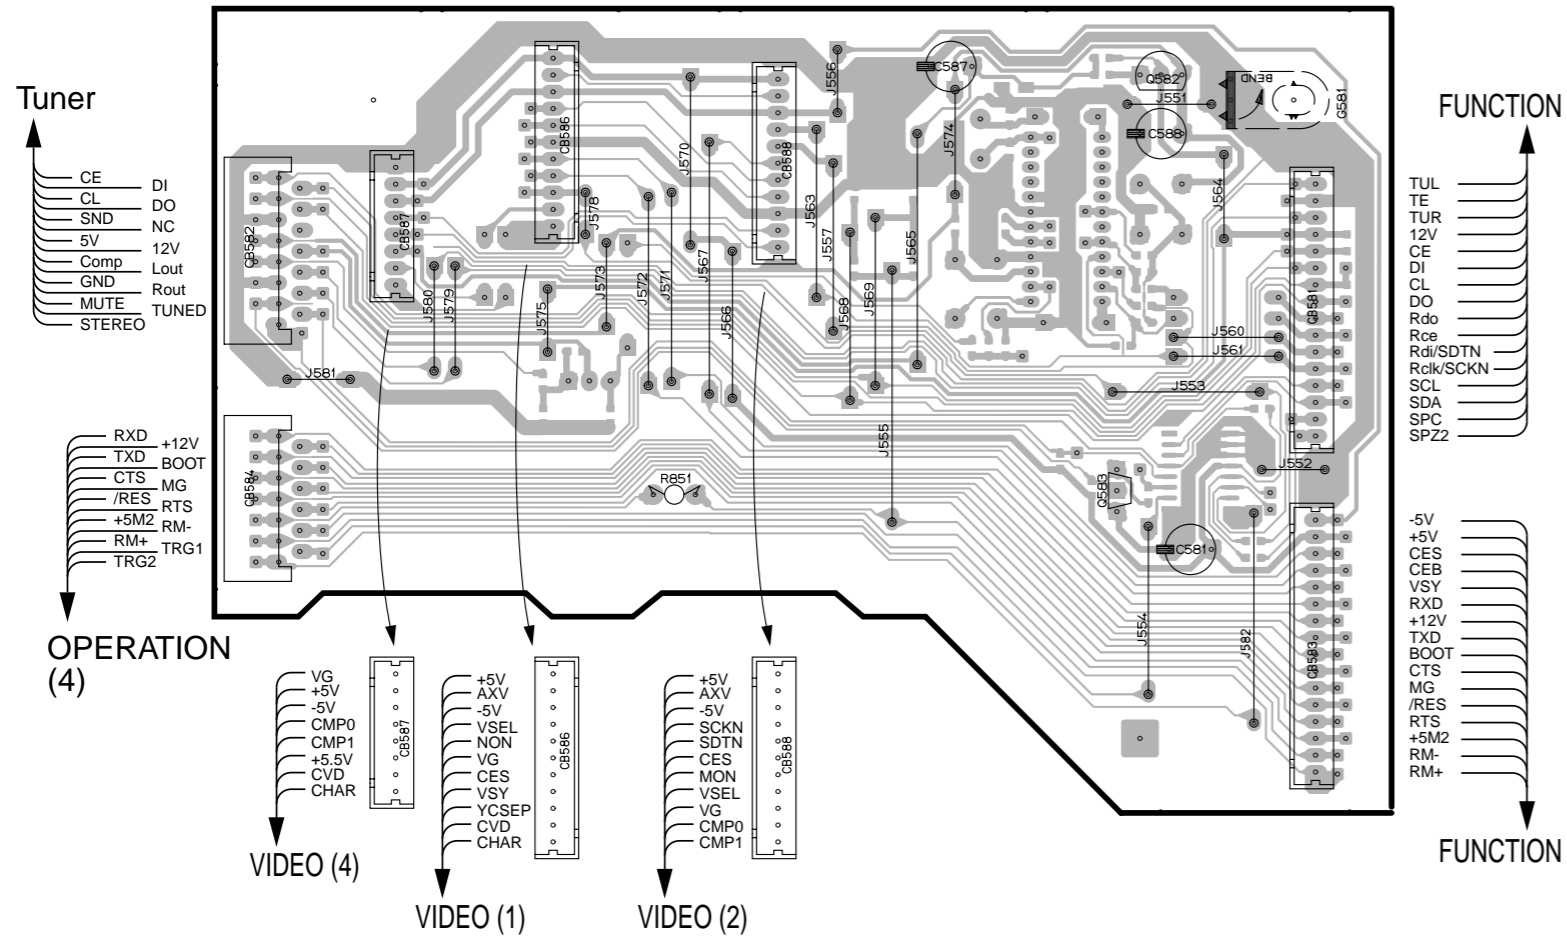 Tuner
CE
DI
CL
DO
SND
NC
5V
12V
Comp
Lout
GND
Rout
MUTE
TUNED
STEREO
RXD
+12V
TXD
BOOT
CTS
MG
/RES
RTS
+5M2
RM-
RM+
TRG1
TRG2
OPERATION
(4)
CB582
CB584
CB587
CB586
CB588
J581
J580
J579
J575
J578
J573
J572
J571
J570
J567
J566
J556
J563
J557
J568
J569
J565
J555
J574
C587
Q582
J551
C588
BEND
G581
J564
J560
J561
J553
J552
CB581
R851
Q583
C581
J554
J582
CB583
FUNCTION
TUL
TE
TUR
12V
CE
DI
CL
DO
Rdo
Rce
Rdi/SDTN
Rclk/SCKN
SCL
SDA
SPC
SPZ2
-5V
+5V
CES
CEB
VSY
RXD
+12V
TXD
BOOT
CTS
MG
/RES
RTS
+5M2
RM-
RM+
FUNCTION
VG
+5V
-5V
CMP0
CMP1
+5.5V
CVD
CHAR
CB587
VIDEO (4)
+5V
AXV
-5V
VSEL
NON
VG
CES
VSY
YCSEP
CVD
CHAR
CB586
VIDEO (1)
+5V
AXV
-5V
SCKN
SDTN
CES
MON
VSEL
VG
CMP0
CMP1
CB588
VIDEO (2)